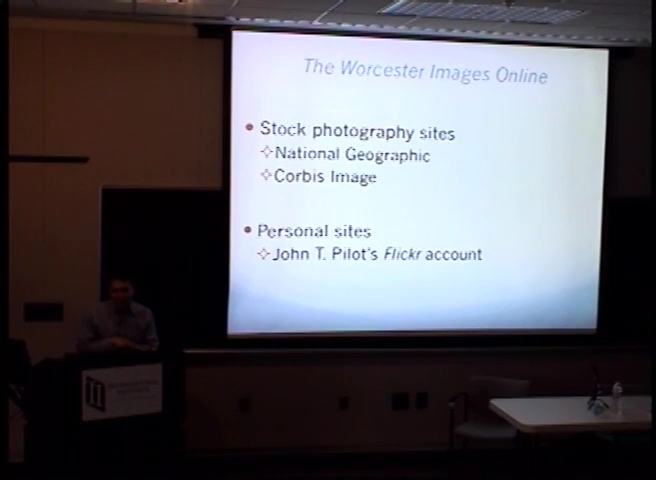 The Worcester Images Online
• Stock photography sites
✧National Geographic
✧Corbis Image
• Personal sites
✧John T. Pilot's Flickr account